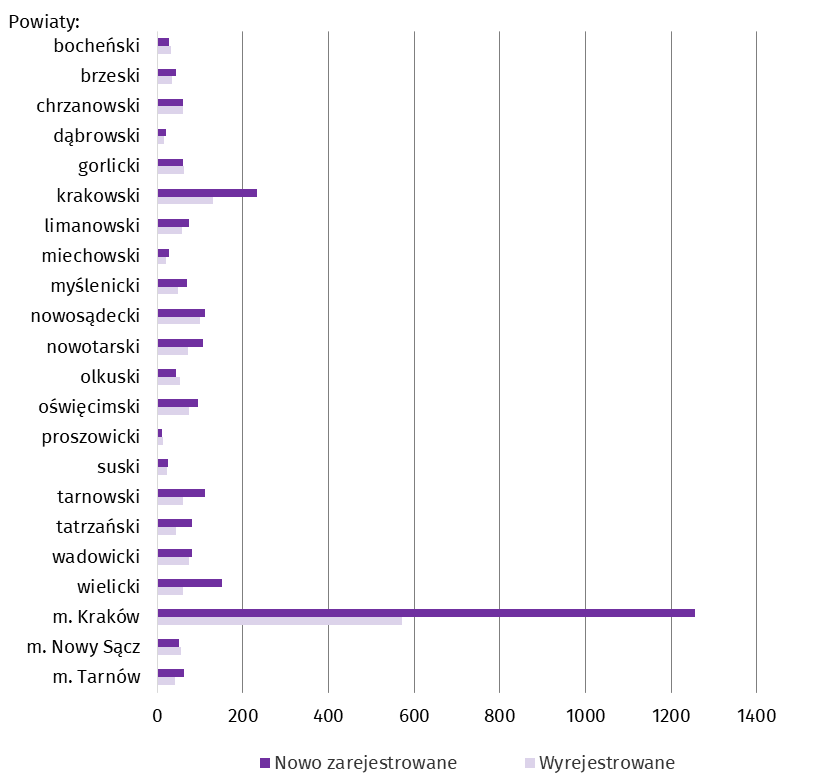 Powiaty:
bocheński
brzeski
chrzanowski
dąbrowski
gorlicki
krakowski
limanowski
miechowski
myślenicki
nowosądecki
nowotarski
olkuski
oświęcimski
proszowicki
suski
tarnowski
tatrzański
wadowicki
wielicki
m. Kraków
m. Nowy Sącz
m. Tarnów
0 200 400 600 800 1000 1200 1400
Nowo zarejestrowane Wyrejestrowane